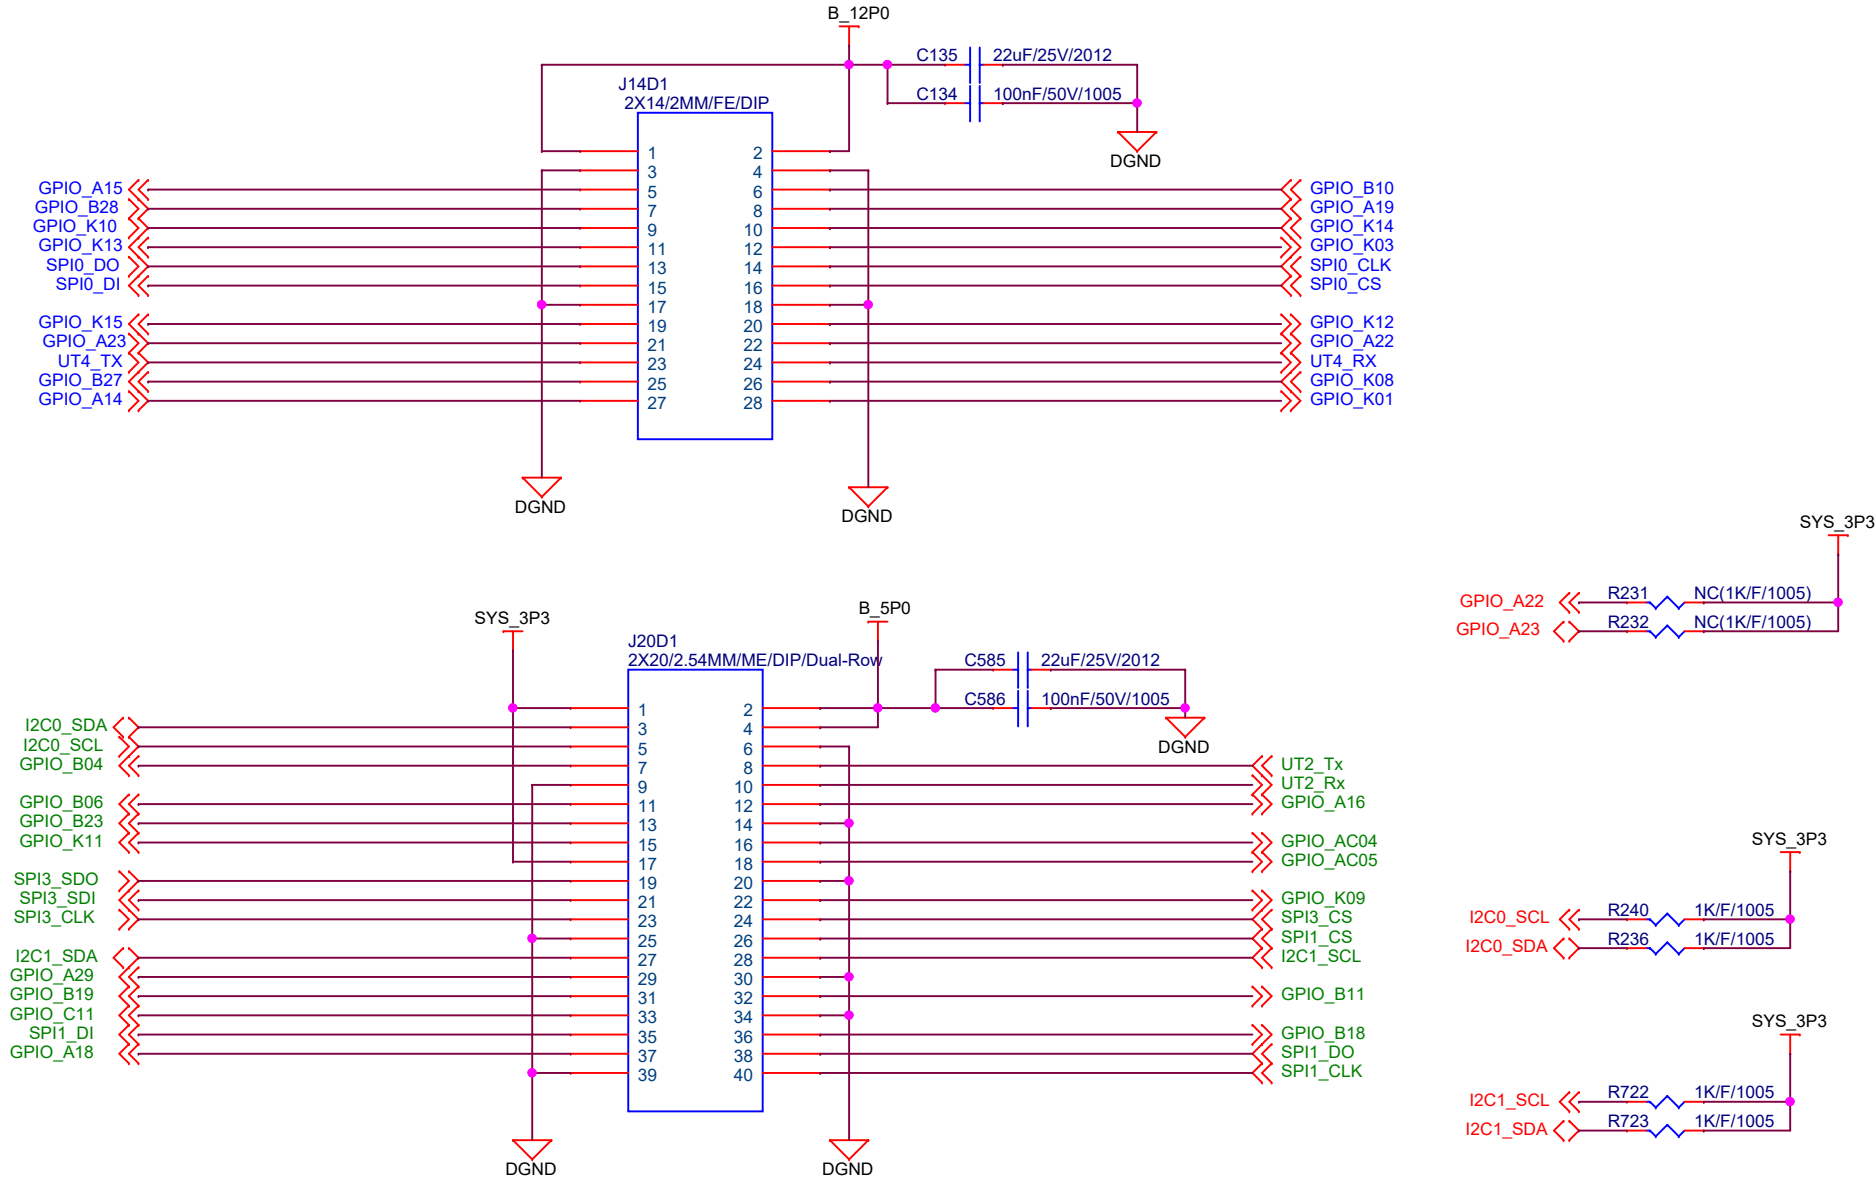 B_12P0
C135 22uF/25V/2012
J14D1
C134 100nF/50V/1005
2X14/2MM/FE/DIP
1 2
DGND
3 4
GPIO_A15 5 6 GPIO_B10
GPIO_B28 7 8 GPIO_A19
GPIO_K10 9 10 GPIO_K14
GPIO_K13 11 12 GPIO_K03
SPI0_DO 13 14 SPI0_CLK
SPI0_DI 15 16 SPI0_CS
17 18
GPIO_K15 19 20 GPIO_K12
GPIO_A23 21 22 GPIO_A22
UT4_TX 23 24 UT4_RX
GPIO_B27 25 26 GPIO_K08
GPIO_A14 27 28 GPIO_K01
DGND
DGND
SYS_3P3
GPIO_A22 R231 NC(1K/F/1005)
GPIO_A23 R232 NC(1K/F/1005)
SYS_3P3
B_5P0
J20D1
2X20/2.54MM/ME/DIP/Dual-Row
C585 22uF/25V/2012
C586 100nF/50V/1005
DGND
1 2
I2C0_SDA 3 4
I2C0_SCL 5 6
GPIO_B04 7 8 UT2_Tx
9 10 UT2_Rx
GPIO_B06 11 12 GPIO_A16
GPIO_B23 13 14
GPIO_K11 15 16 GPIO_AC04
17 18 GPIO_AC05
SPI3_SDO 19 20
SPI3_SDI 21 22 GPIO_K09
SPI3_CLK 23 24 SPI3_CS
25 26 SPI1_CS
I2C1_SDA 27 28 I2C1_SCL
GPIO_A29 29 30
GPIO_B19 31 32 GPIO_B11
GPIO_C11 33 34
SPI1_DI 35 36 GPIO_B18
GPIO_A18 37 38 SPI1_DO
39 40 SPI1_CLK
DGND
DGND
SYS_3P3
I2C0_SCL R240 1K/F/1005
I2C0_SDA R236 1K/F/1005
SYS_3P3
I2C1_SCL R722 1K/F/1005
I2C1_SDA R723 1K/F/1005